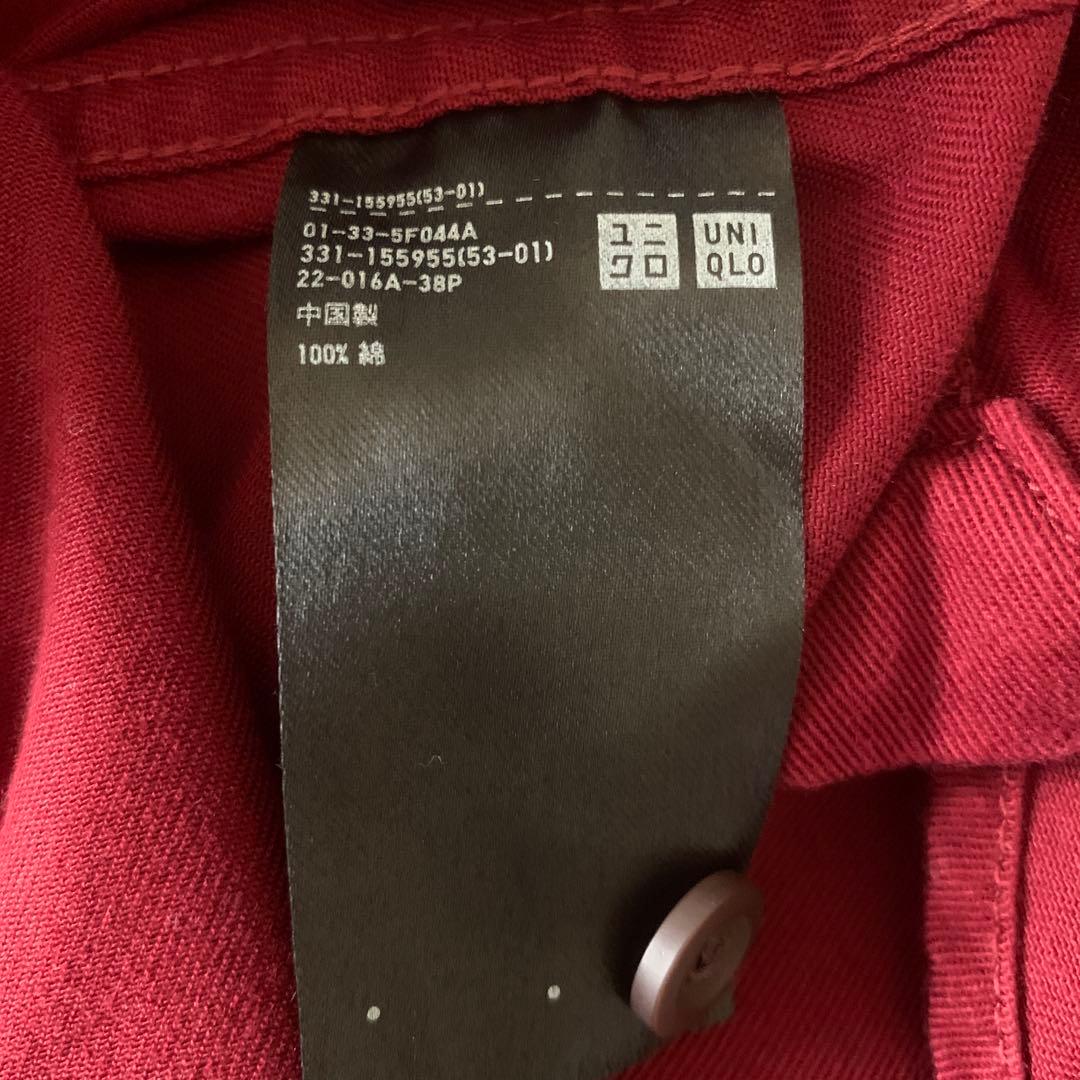 331-155955(53-01)
01-33-5F044A
331-155955(53-01)
22-016A-38P
中国製
100% 綿
ユニ
クロ
UNI
QLO